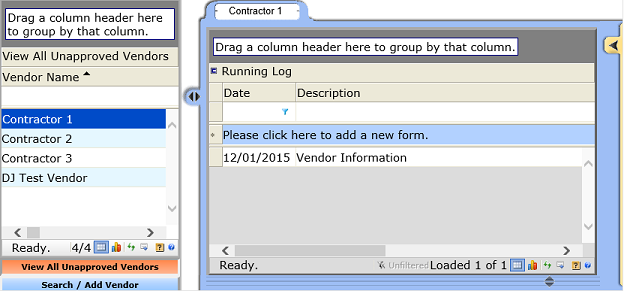 Drag a column header here
to group by that column.
View All Unapproved Vendors
Vendor Name
Contractor 1
Contractor 2
Contractor 3
DJ Test Vendor
Ready. 4/4
View All Unapproved Vendors
Search / Add Vendor
Contractor 1
Drag a column header here to group by that column.
Running Log
Date Description
Please click here to add a new form.
12/01/2015 Vendor Information
Ready. Unfiltered Loaded 1 of 1